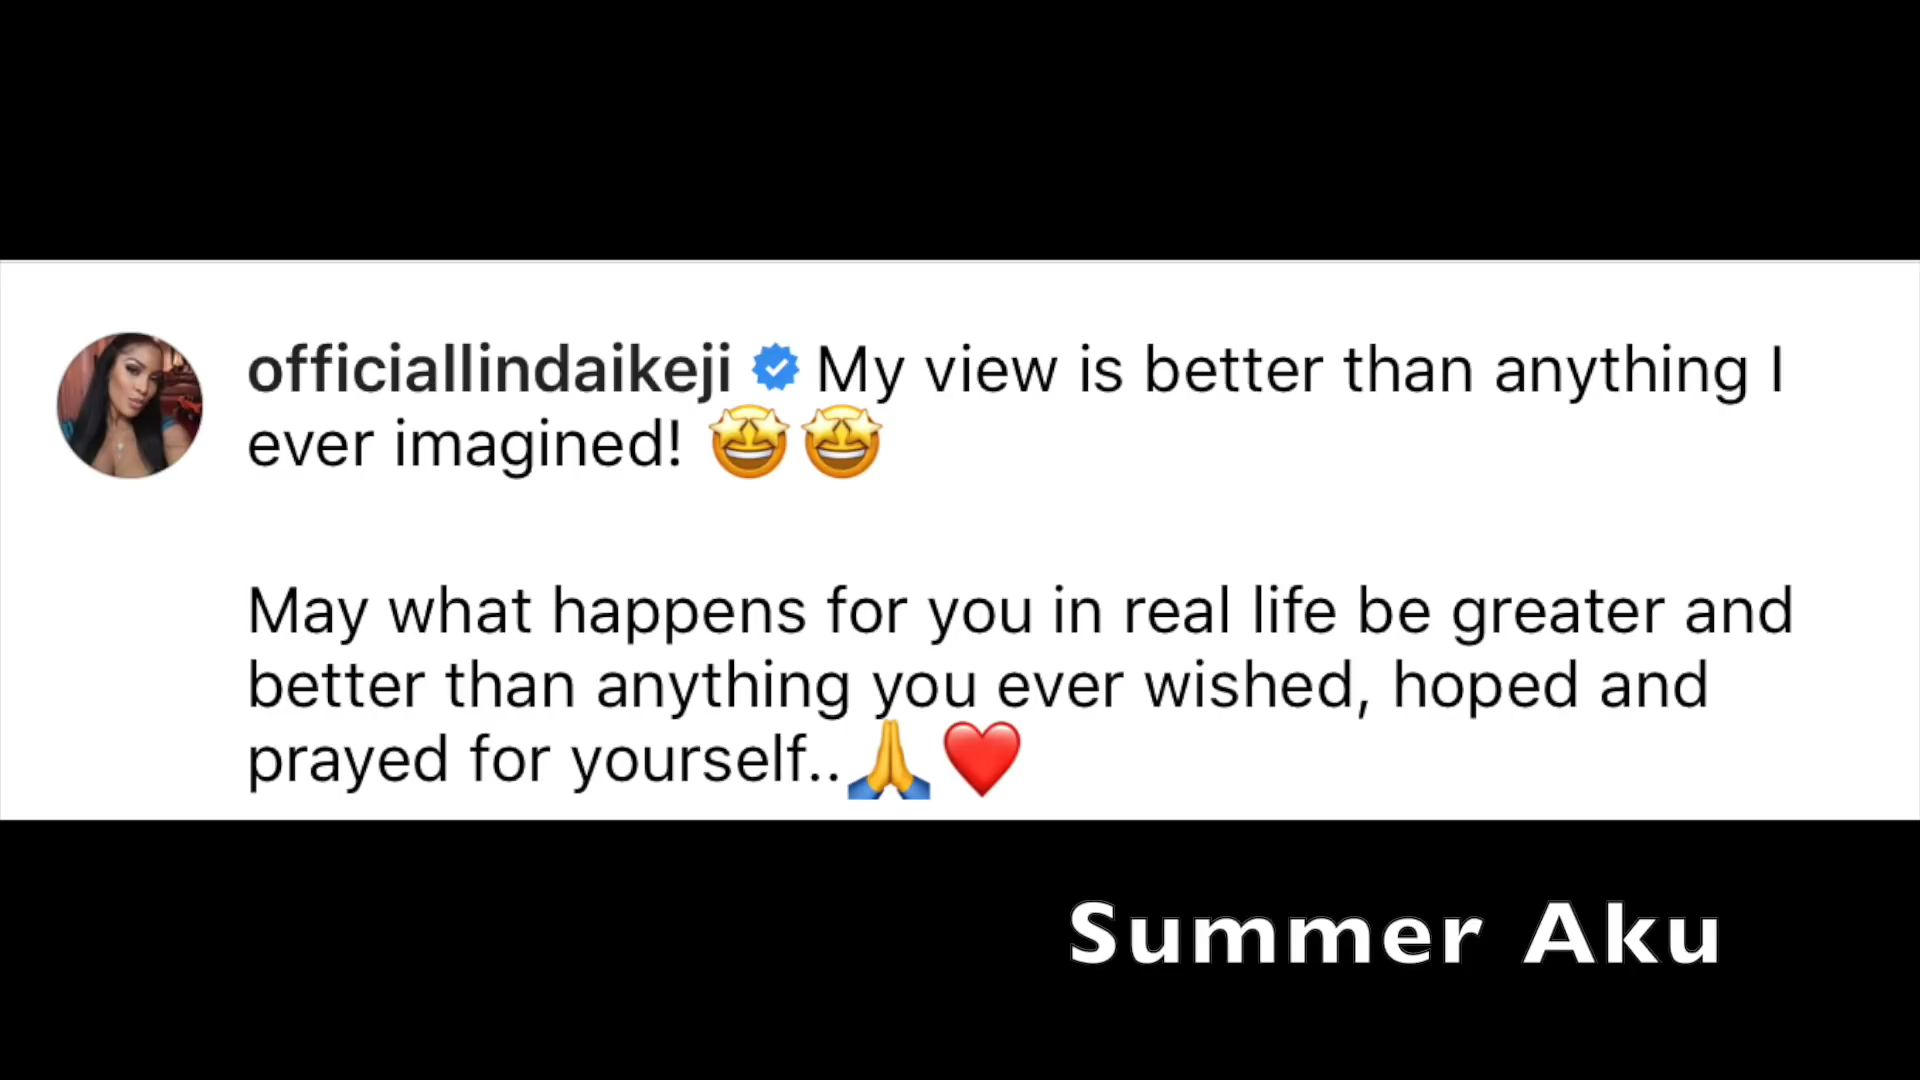 officiallindaikeji My view is better than anything I
ever imagined! 🤩🤩
May what happens for you in real life be greater and
better than anything you ever wished, hoped and
prayed for yourself..🙏❤️
Summer Aku